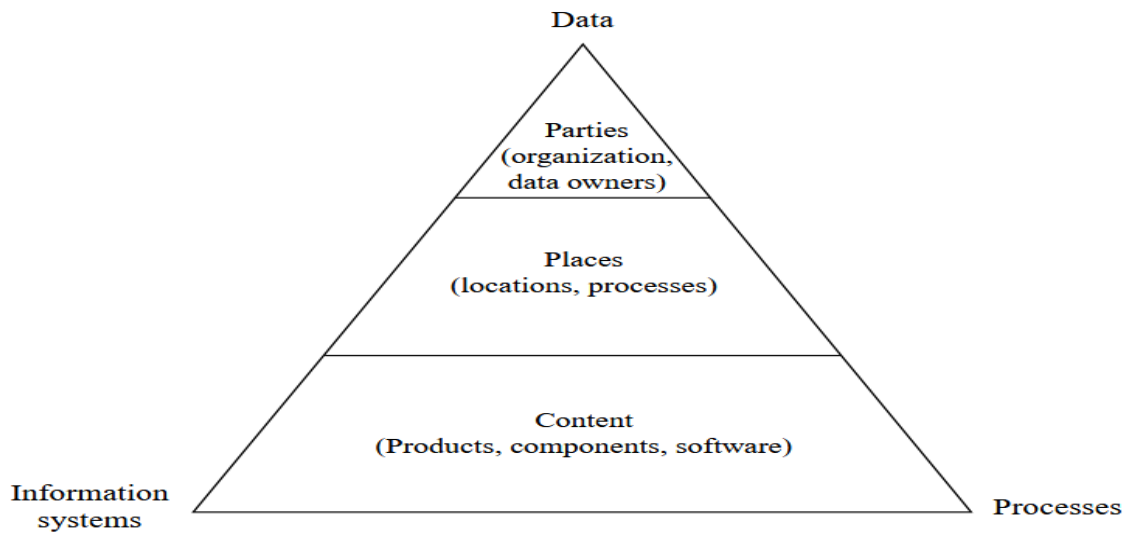 Data
Parties
(organization,
data owners)
Places
(locations, processes)
Content
(Products, components, software)
Information
systems
Processes